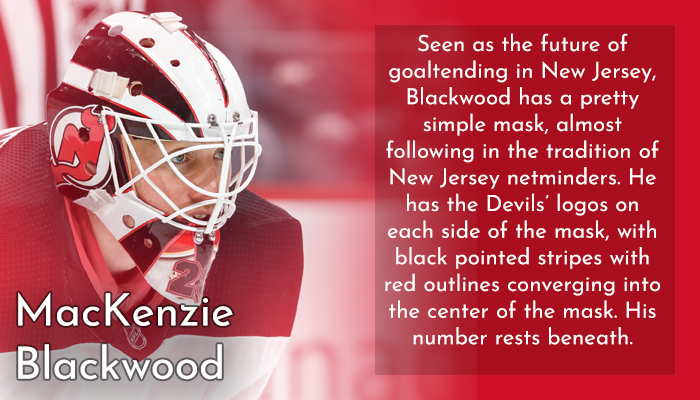 Seen as the future of
goaltending in New Jersey,
Blackwood has a pretty
simple mask, almost
following in the tradition of
New Jersey netminders. He
has the Devils' logos on
each side of the mask, with
black pointed stripes with
red outlines converging into
the center of the mask. His
number rests beneath.
MacKenzie
Blackwood